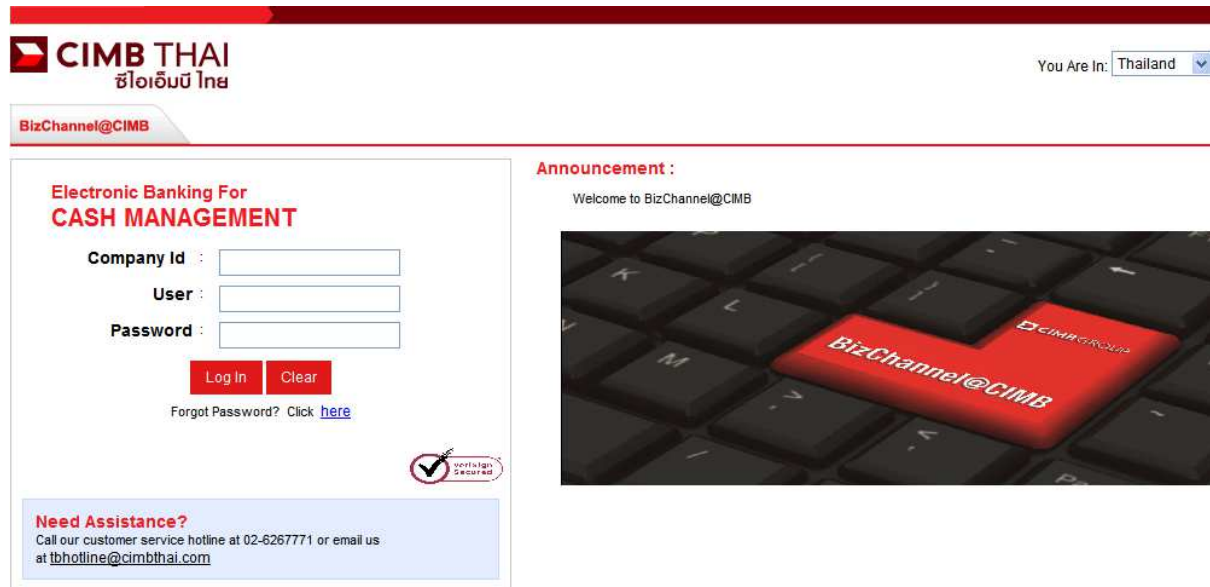 CIMB THAI
ซีไอเอ็มบี ไทย
You Are In: Thailand
BizChannel@CIMB
Electronic Banking For
CASH MANAGEMENT
Company Id :
User :
Password :
Log In Clear
Forgot Password? Click here
verisign
Secured
Need Assistance?
Call our customer service hotline at 02-6267771 or email us
at tbhotline@cimbthai.com
Announcement :
Welcome to BizChannel@CIMB
K
L
M
CIMB GROUP
BizChannel@CIMB